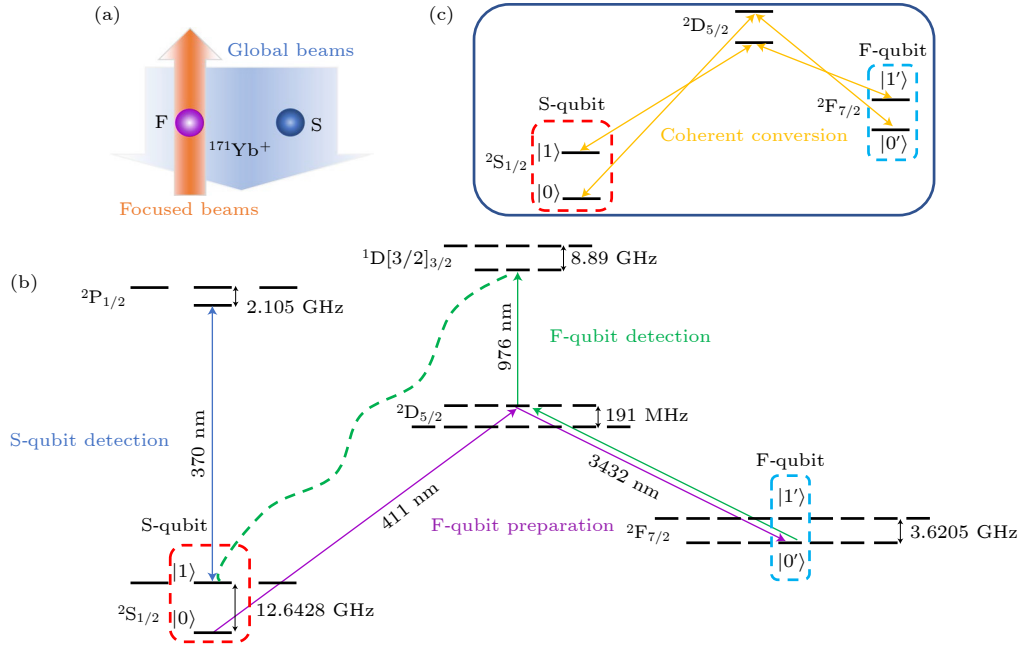 (a)
Global beams
F
S
¹⁷¹Yb⁺
Focused beams
(c)
²D₅/₂
F-qubit
|1′⟩
S-qubit
²F₇/₂
Coherent conversion
|1⟩
|0′⟩
²S₁/₂
|0⟩
(b)
¹D[3/2]₃/₂
8.89 GHz
²P₁/₂
2.105 GHz
976 nm
F-qubit detection
²D₅/₂
191 MHz
S-qubit detection
370 nm
3432 nm
F-qubit
411 nm
|1′⟩
S-qubit
F-qubit preparation
²F₇/₂
3.6205 GHz
|0′⟩
|1⟩
12.6428 GHz
²S₁/₂
|0⟩